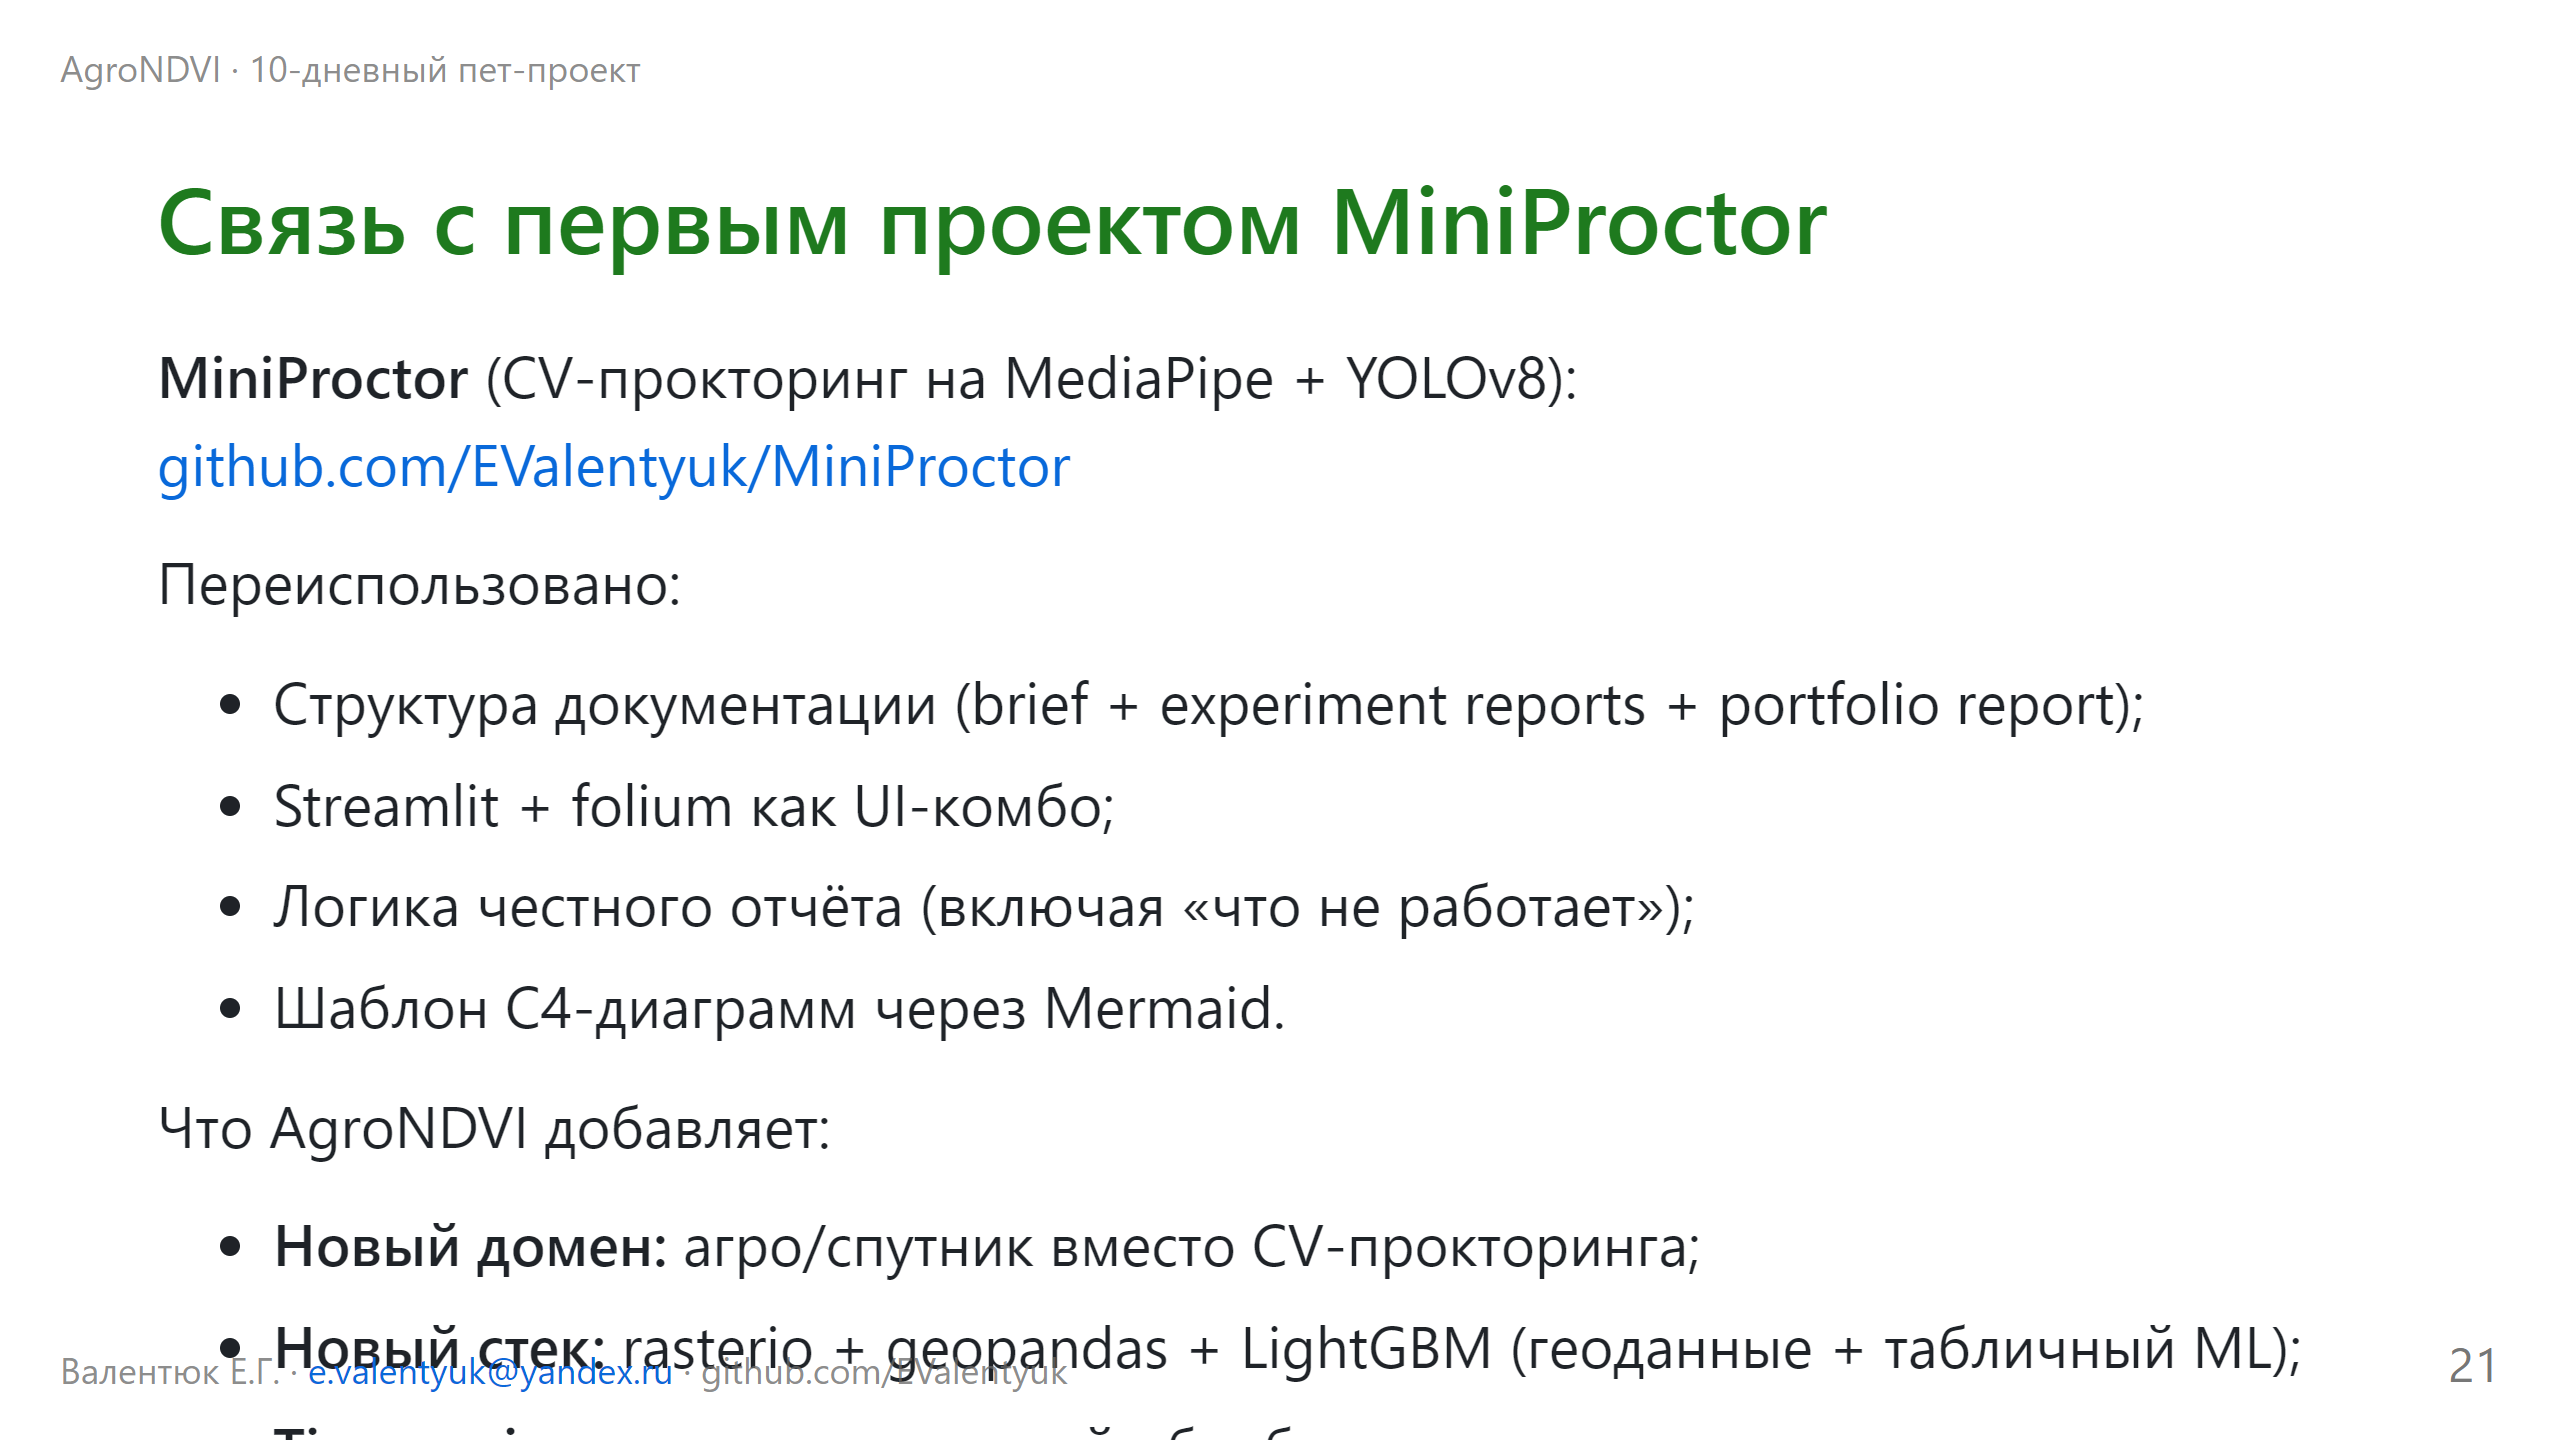 AgroNDVI · 10-дневный пет-проект
Связь с первым проектом MiniProctor
MiniProctor (CV-прокторинг на MediaPipe + YOLOv8):
github.com/EValentyuk/MiniProctor
Переиспользовано:
• Структура документации (brief + experiment reports + portfolio report);
• Streamlit + folium как UI-комбо;
• Логика честного отчёта (включая «что не работает»);
• Шаблон C4-диаграмм через Mermaid.
Что AgroNDVI добавляет:
• Новый домен: агро/спутник вместо CV-прокторинга;
• Новый стек: rasterio + geopandas + LightGBM (геоданные + табличный ML);
Валентюк Е.Г. · e.valentyuk@yandex.ru · github.com/EValentyuk
21